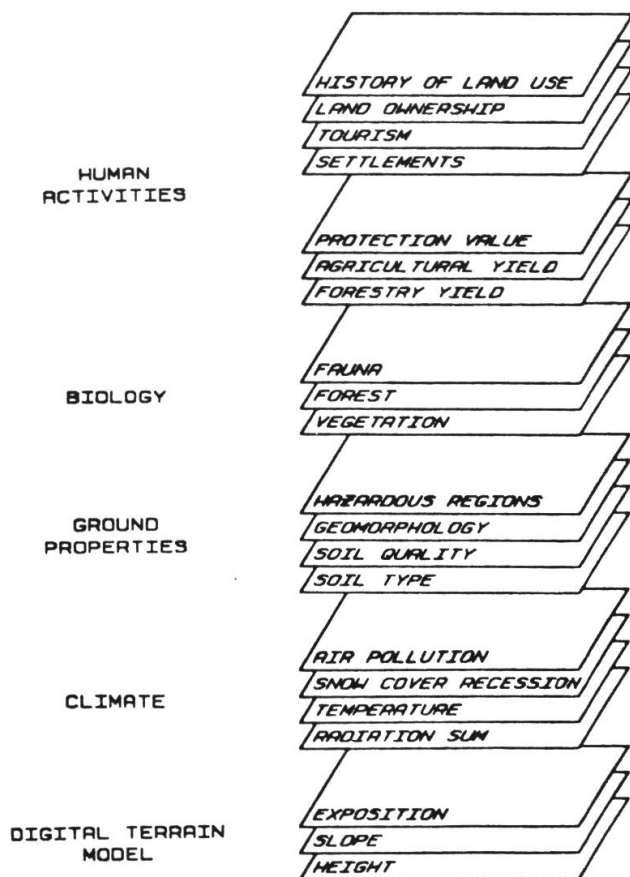 HISTORY OF LAND USE
LAND OWNERSHIP
TOURISM
SETTLEMENTS
HUMAN
ACTIVITIES
PROTECTION VALUE
AGRICULTURAL YIELD
FORESTRY YIELD
FAUNA
BIOLOGY
FOREST
VEGETATION
HAZARDOUS REGIONS
GROUND
PROPERTIES
GEOMORPHOLOGY
SOIL QUALITY
SOIL TYPE
AIR POLLUTION
SNOW COVER RECESSION
CLIMATE
TEMPERATURE
RADIATION SUM
EXPOSITION
DIGITAL TERRAIN
MODEL
SLOPE
HEIGHT